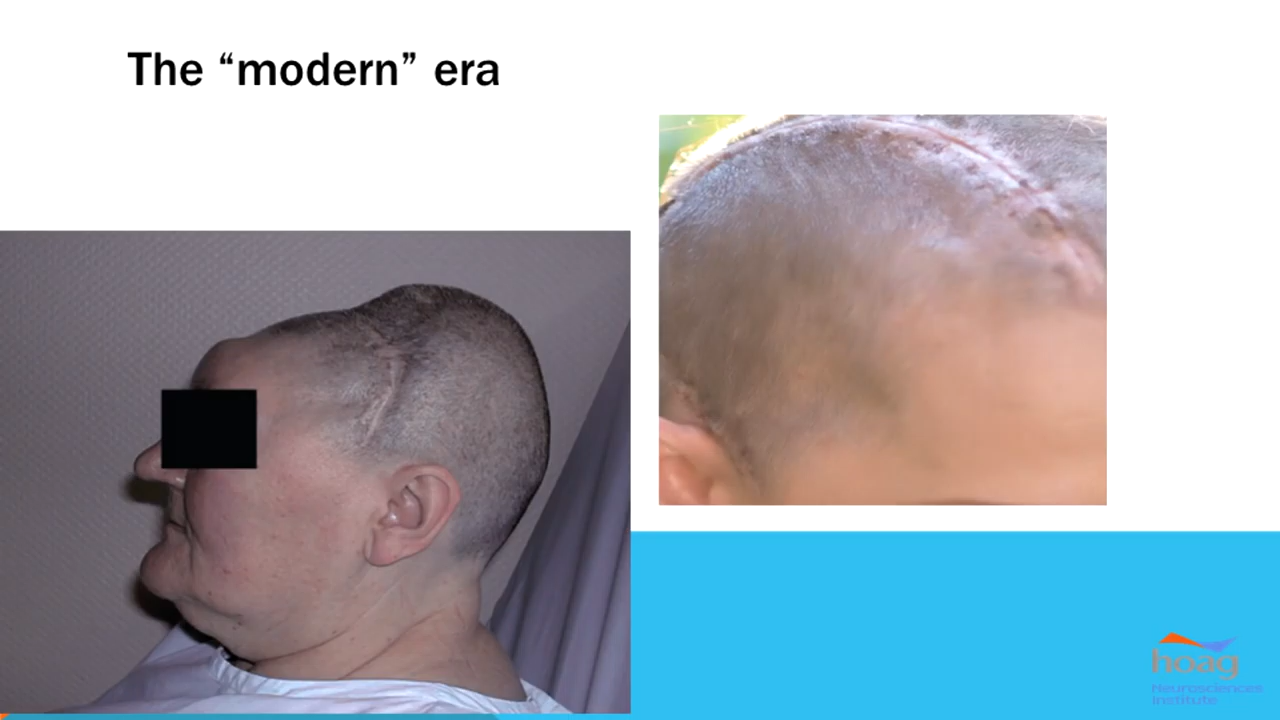 The “modern” era
hoag
Neurosciences
Institute